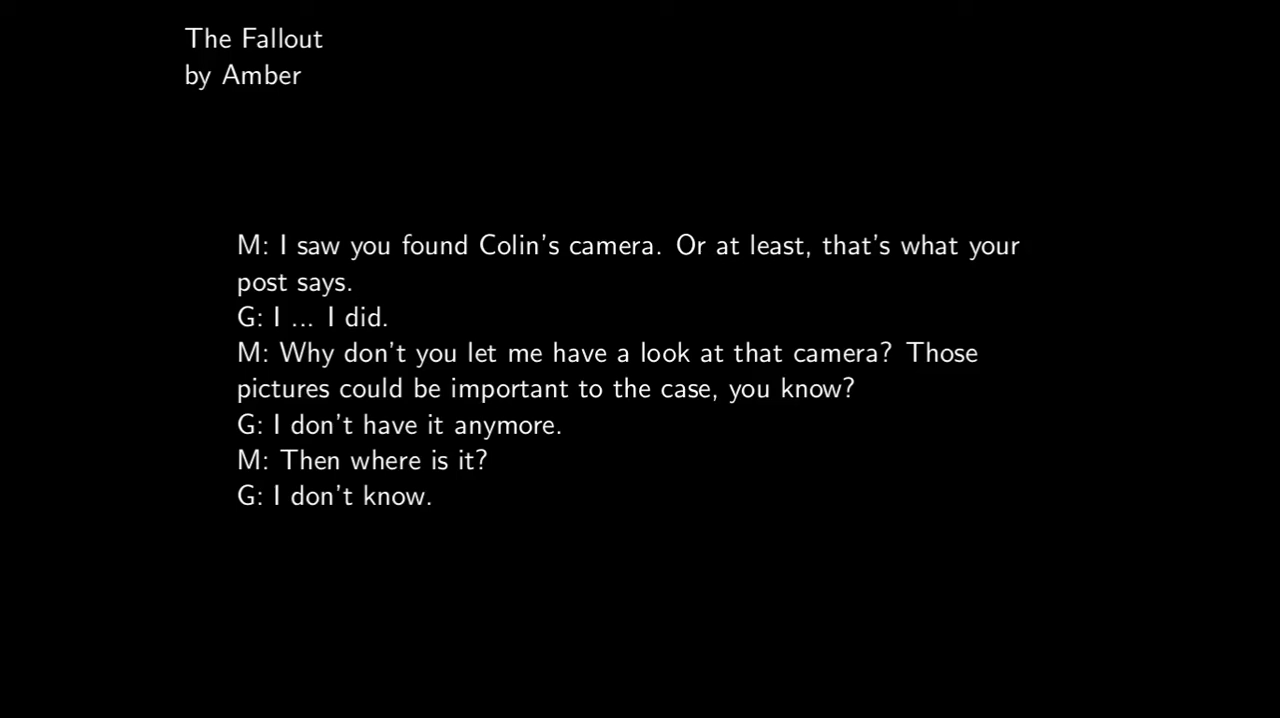 The Fallout
by Amber
M: I saw you found Colin's camera. Or at least, that's what your
post says.
G: I ... I did.
M: Why don't you let me have a look at that camera? Those
pictures could be important to the case, you know?
G: I don't have it anymore.
M: Then where is it?
G: I don't know.